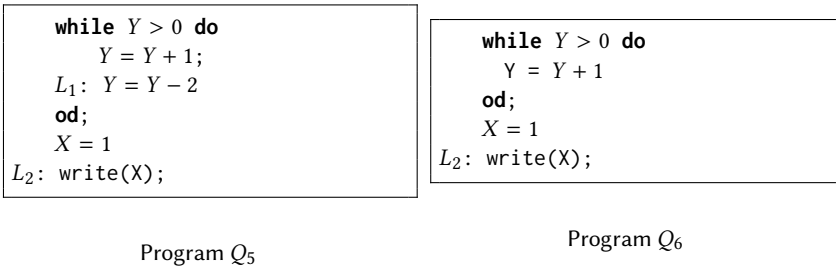 while Y > 0 do
Y = Y + 1;
L₁: Y = Y − 2
od;
X = 1
L₂: write(X);
Program Q₅
while Y > 0 do
Y = Y + 1
od;
X = 1
L₂: write(X);
Program Q₆